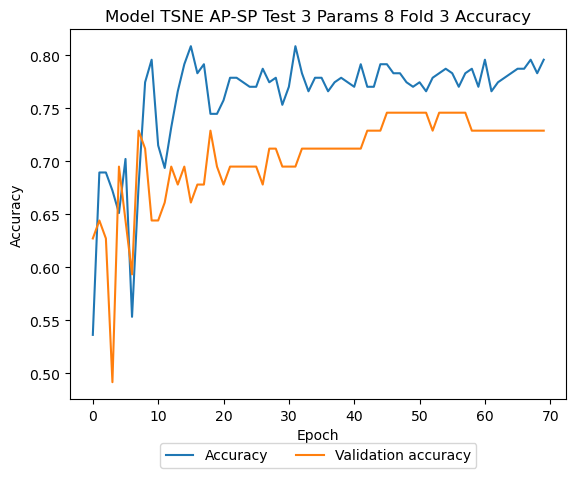 Model TSNE AP-SP Test 3 Params 8 Fold 3 Accuracy
0.80
0.75
0.70
0.65
0.60
0.55
0.50
Accuracy
0 10 20 30 40 50 60 70
Epoch
Accuracy Validation accuracy